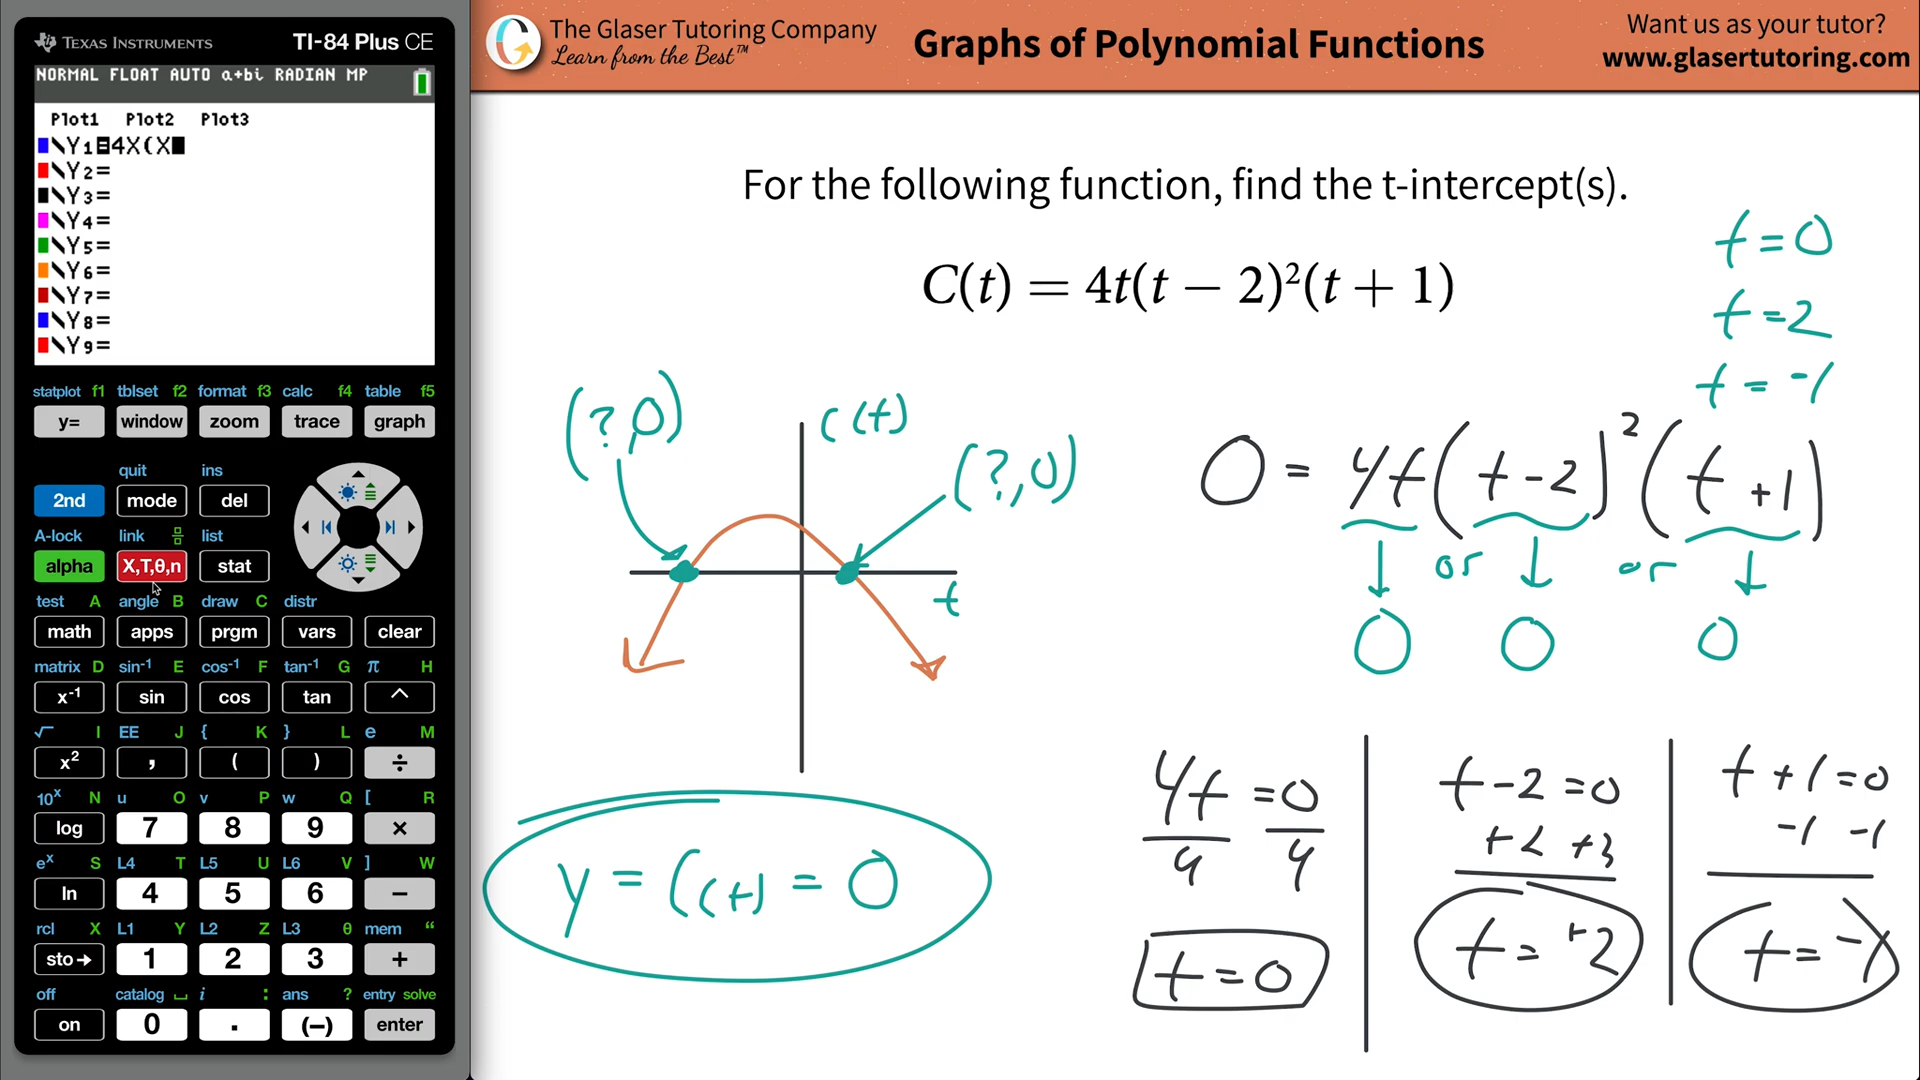 TEXAS INSTRUMENTS TI-84 Plus CE
NORMAL FLOAT AUTO a+bi RADIAN MP
Plot1 Plot2 Plot3
\Y1=4X(X
\Y2=
\Y3=
\Y4=
\Y5=
\Y6=
\Y7=
\Y8=
\Y9=
statplot f1 tblset f2 format f3 calc f4 table f5
y= window zoom trace graph
quit ins
2nd mode del
A-lock link list
alpha X,T,θ,n stat
test A angle B draw C distr
math apps prgm vars clear
matrix D sin⁻¹ E cos⁻¹ F tan⁻¹ G π H
x⁻¹ sin cos tan ^
√ I EE J { K } L e M
x² , ( ) ÷
10ˣ N u O v P w Q [ R
log 7 8 9 ×
eˣ S L4 T L5 U L6 V ] W
ln 4 5 6 −
rcl X L1 Y L2 Z L3 θ mem “
sto→ 1 2 3 +
off catalog ⌴ i : ans ? entry solve
on 0 . (−) enter
The Glaser Tutoring Company
Learn from the Best™
Graphs of Polynomial Functions
Want us as your tutor?
www.glasertutoring.com
For the following function, find the t-intercept(s).
C(t) = 4t(t − 2)²(t + 1)
t = 0
t = 2
t = -1
(?,0)
C(t)
(?,0)
t
0 = 4t(t-2)²(t+1)
or or
0 0 0
y = C(t) = 0
4t = 0
4 4
t = 0
t-2 = 0
t = +2
t+1 = 0
-1 -1
t = -1